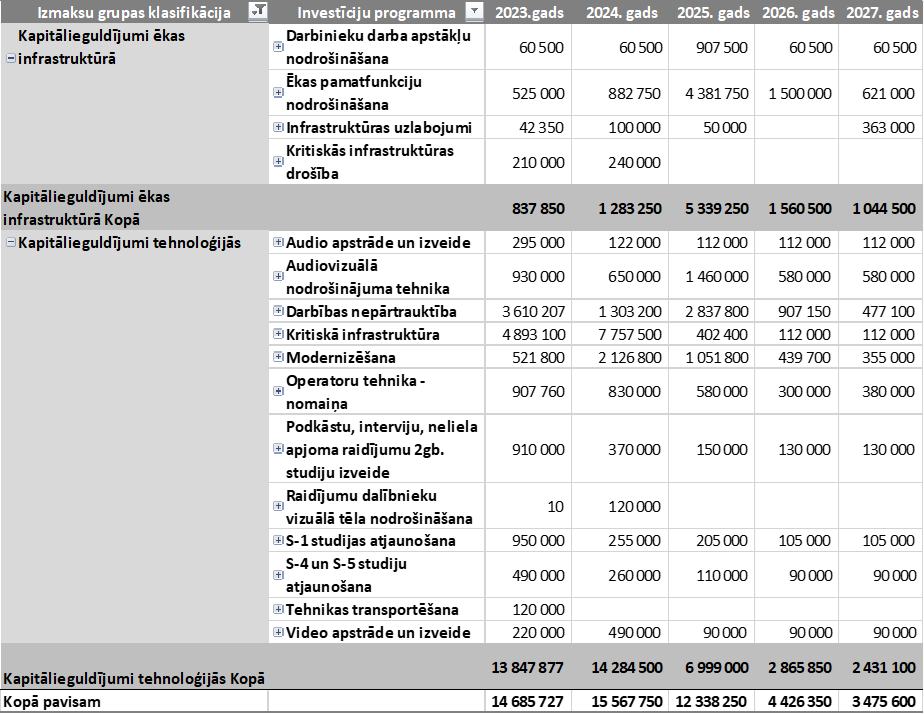 Izmaksu grupas klasifikācija Investīciju programma 2023.gads 2024. gads 2025. gads 2026. gads 2027. gads
Kapitālieguldījumi ēkas
infrastruktūrā
Darbinieku darba apstākļu
nodrošināšana 60 500 60 500 907 500 60 500 60 500
Ēkas pamatfunkciju
nodrošināšana 525 000 882 750 4 381 750 1 500 000 621 000
Infrastruktūras uzlabojumi 42 350 100 000 50 000 363 000
Kritiskās infrastruktūras
drošība 210 000 240 000
Kapitālieguldījumi ēkas
infrastruktūrā Kopā 837 850 1 283 250 5 339 250 1 560 500 1 044 500
Kapitālieguldījumi tehnoloģijās Audio apstrāde un izveide 295 000 122 000 112 000 112 000 112 000
Audiovizuālā
nodrošinājuma tehnika 930 000 650 000 1 460 000 580 000 580 000
Darbības nepārtrauktība 3 610 207 1 303 200 2 837 800 907 150 477 100
Kritiskā infrastruktūra 4 893 100 7 757 500 402 400 112 000 112 000
Modernizēšana 521 800 2 126 800 1 051 800 439 700 355 000
Operatoru tehnika -
nomaiņa 907 760 830 000 580 000 300 000 380 000
Podkāstu, interviju, neliela
apjoma raidījumu 2gb. 910 000 370 000 150 000 130 000 130 000
studiju izveide
Raidījumu dalībnieku
vizuālā tēla nodrošināšana 10 120 000
S-1 studijas atjaunošana 950 000 255 000 205 000 105 000 105 000
S-4 un S-5 studiju
atjaunošana 490 000 260 000 110 000 90 000 90 000
Tehnikas transportēšana 120 000
Video apstrāde un izveide 220 000 490 000 90 000 90 000 90 000
Kapitālieguldījumi tehnoloģijās Kopā 13 847 877 14 284 500 6 999 000 2 865 850 2 431 100
Kopā pavisam 14 685 727 15 567 750 12 338 250 4 426 350 3 475 600